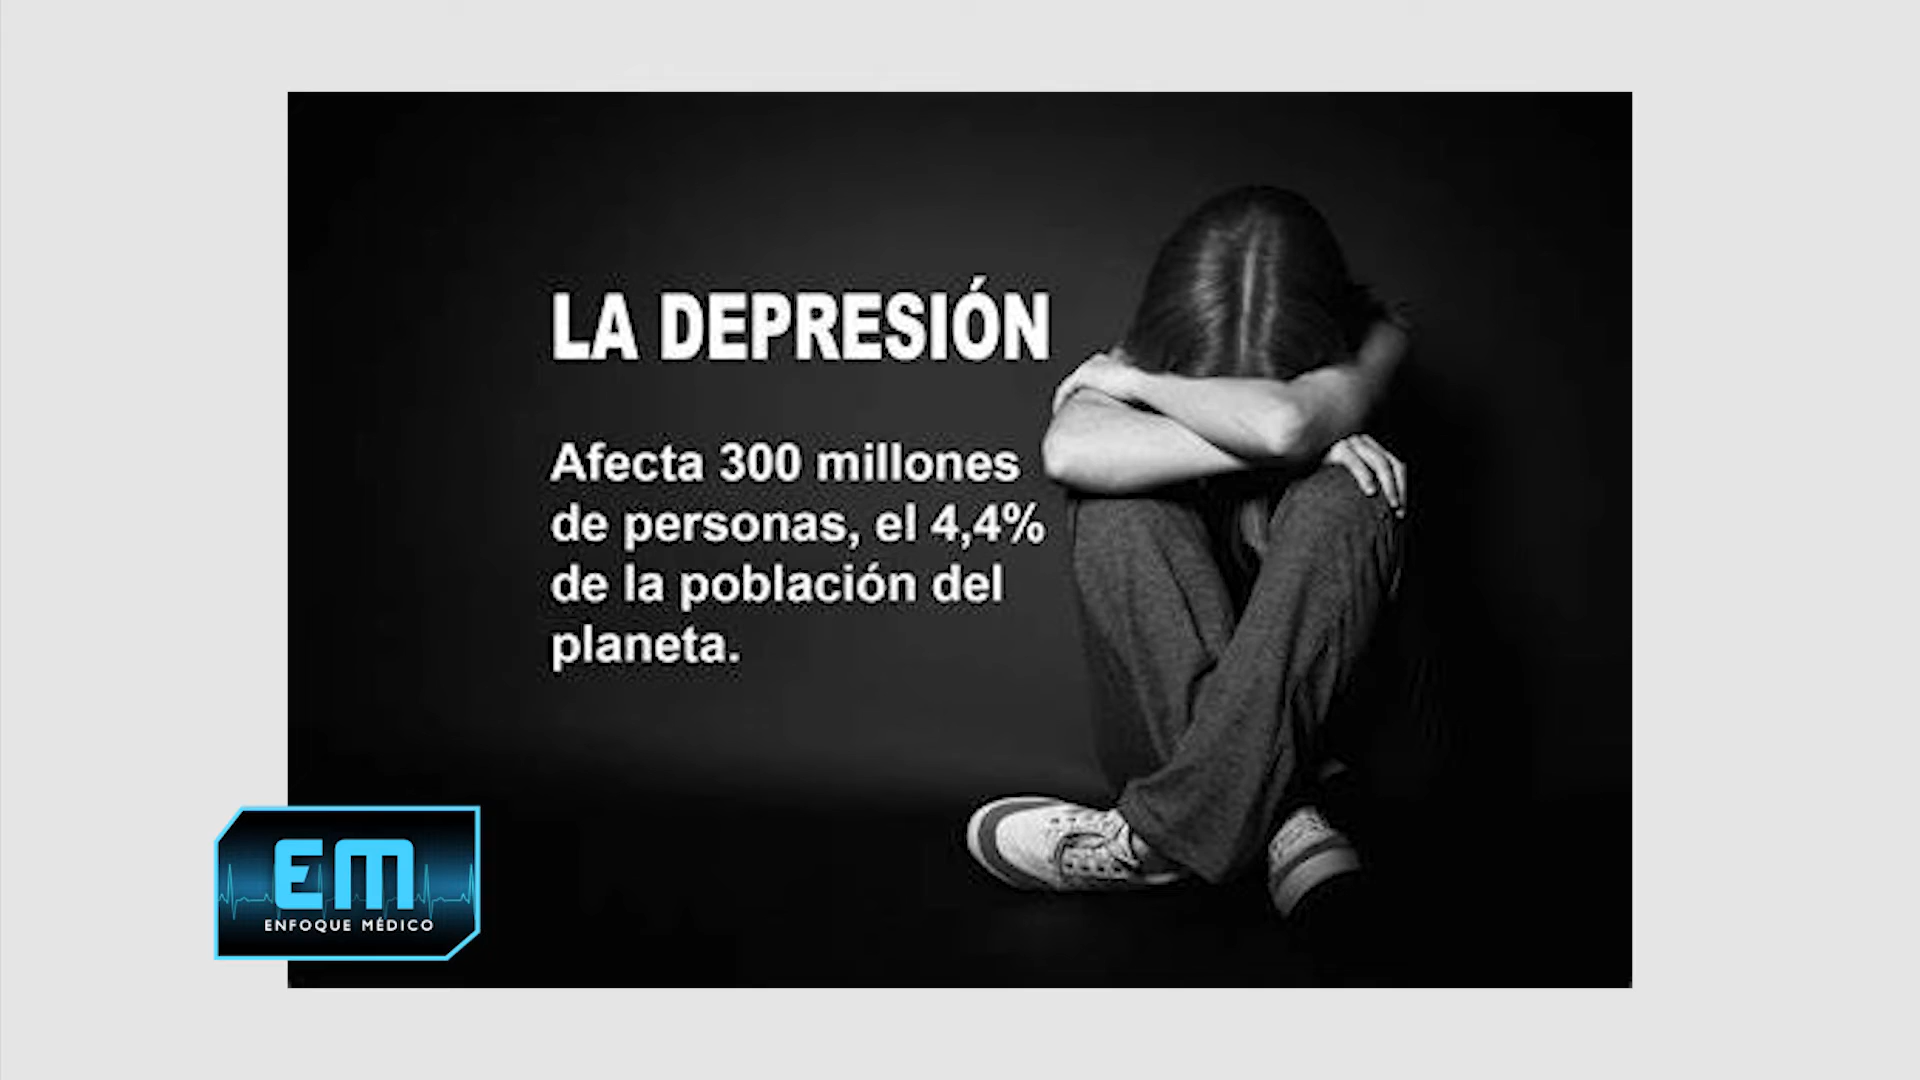 LA DEPRESIÓN
Afecta 300 millones
de personas, el 4,4%
de la población del
planeta.
EM
ENFOQUE MÉDICO